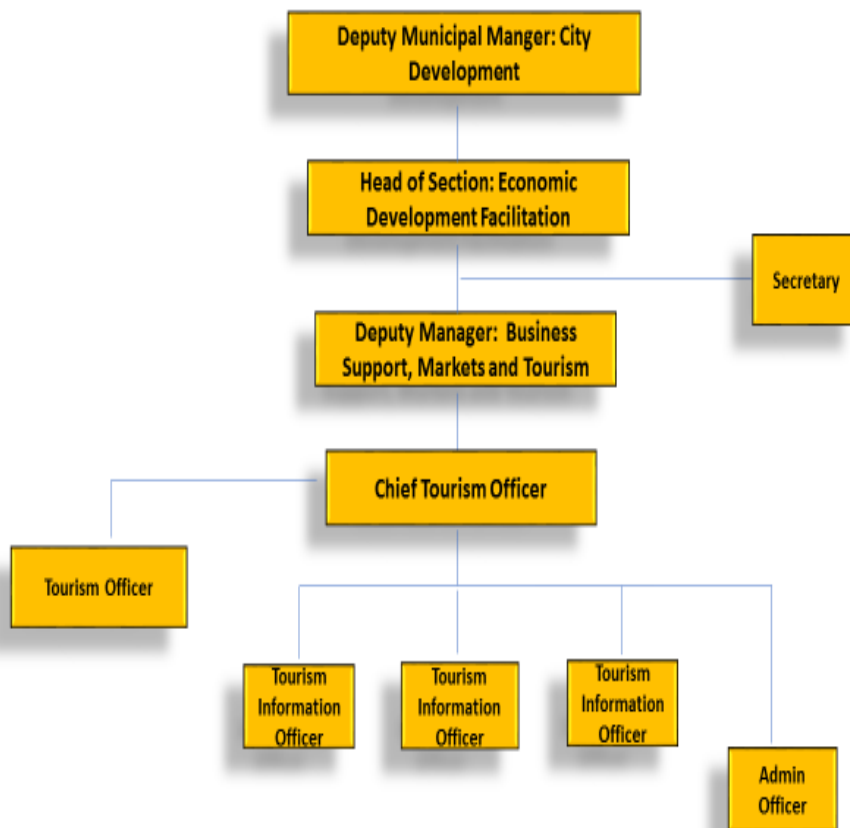 Deputy Municipal Manger: City
Development
Head of Section: Economic
Development Facilitation
Secretary
Deputy Manager: Business
Support, Markets and Tourism
Chief Tourism Officer
Tourism Officer
Tourism
Information
Officer
Tourism
Information
Officer
Tourism
Information
Officer
Admin
Officer